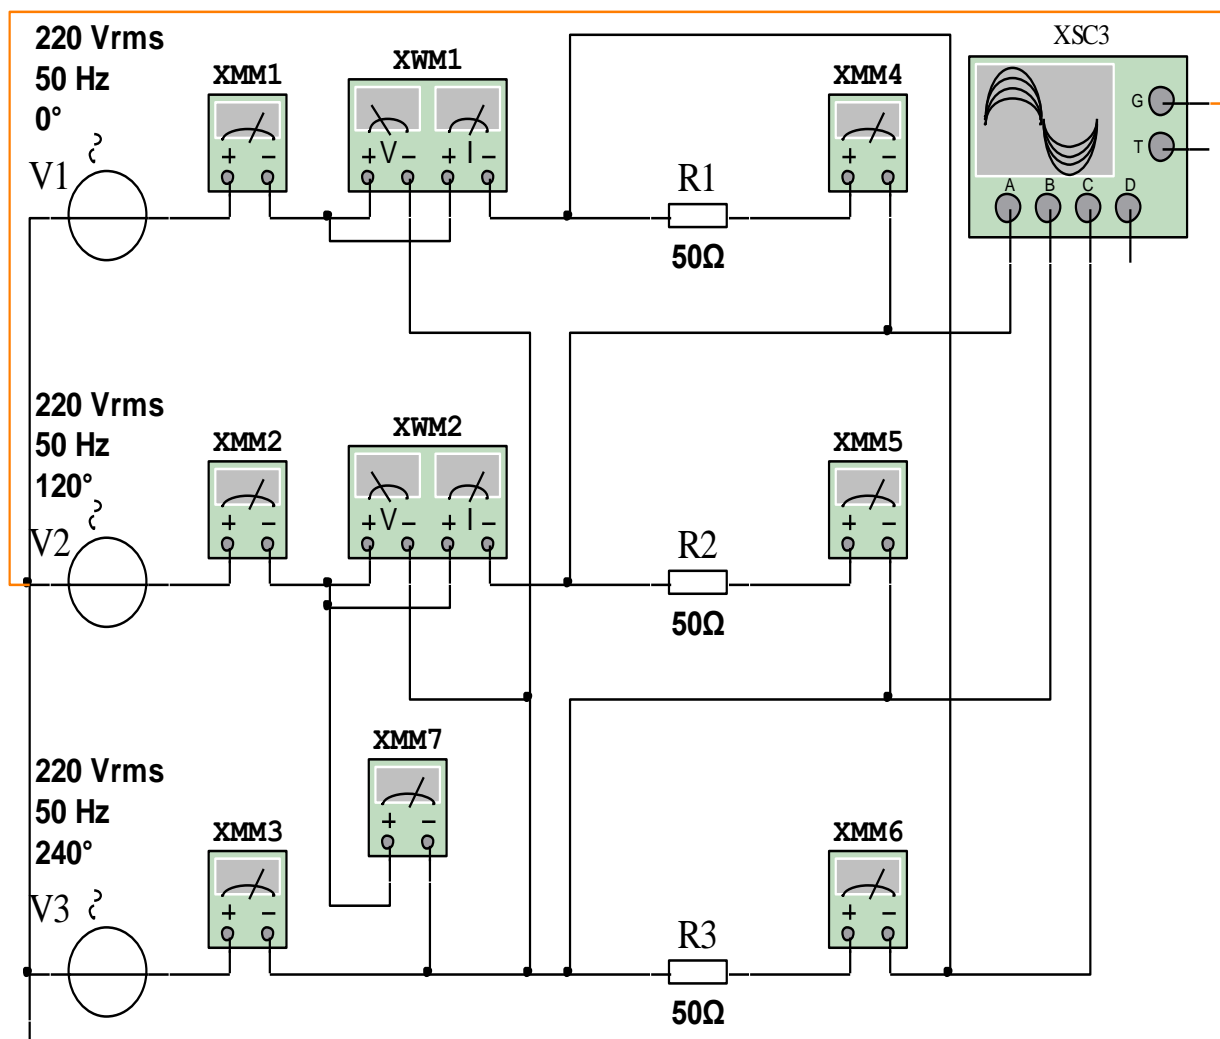 220 Vrms
50 Hz
0°
V1
XMM1
+ −
XWM1
+ V − + I −
R1
50Ω
XMM4
+ −
XSC3
G
T
A B C D
220 Vrms
50 Hz
120°
V2
XMM2
+ −
XWM2
+ V − + I −
R2
50Ω
XMM5
+ −
XMM7
+ −
220 Vrms
50 Hz
240°
V3
XMM3
+ −
R3
50Ω
XMM6
+ −